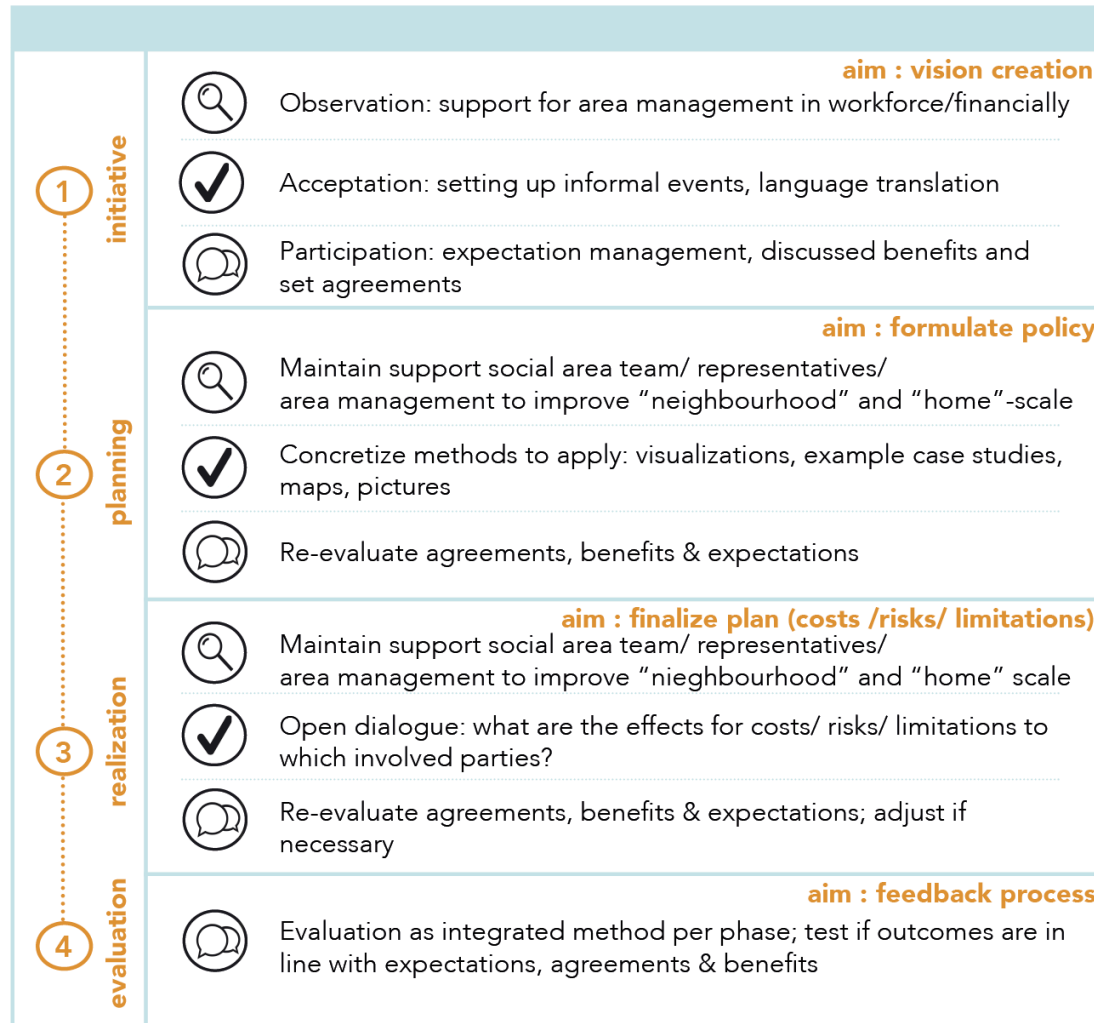 aim : vision creation
Observation: support for area management in workforce/financially
1
initiative
Acceptation: setting up informal events, language translation
Participation: expectation management, discussed benefits and
set agreements
aim : formulate policy
Maintain support social area team/ representatives/
area management to improve “neighbourhood” and “home”-scale
2
planning
Concretize methods to apply: visualizations, example case studies,
maps, pictures
Re-evaluate agreements, benefits & expectations
aim : finalize plan (costs /risks/ limitations)
Maintain support social area team/ representatives/
area management to improve “nieghbourhood” and “home” scale
3
realization
Open dialogue: what are the effects for costs/ risks/ limitations to
which involved parties?
Re-evaluate agreements, benefits & expectations; adjust if
necessary
aim : feedback process
4
evaluation
Evaluation as integrated method per phase; test if outcomes are in
line with expectations, agreements & benefits